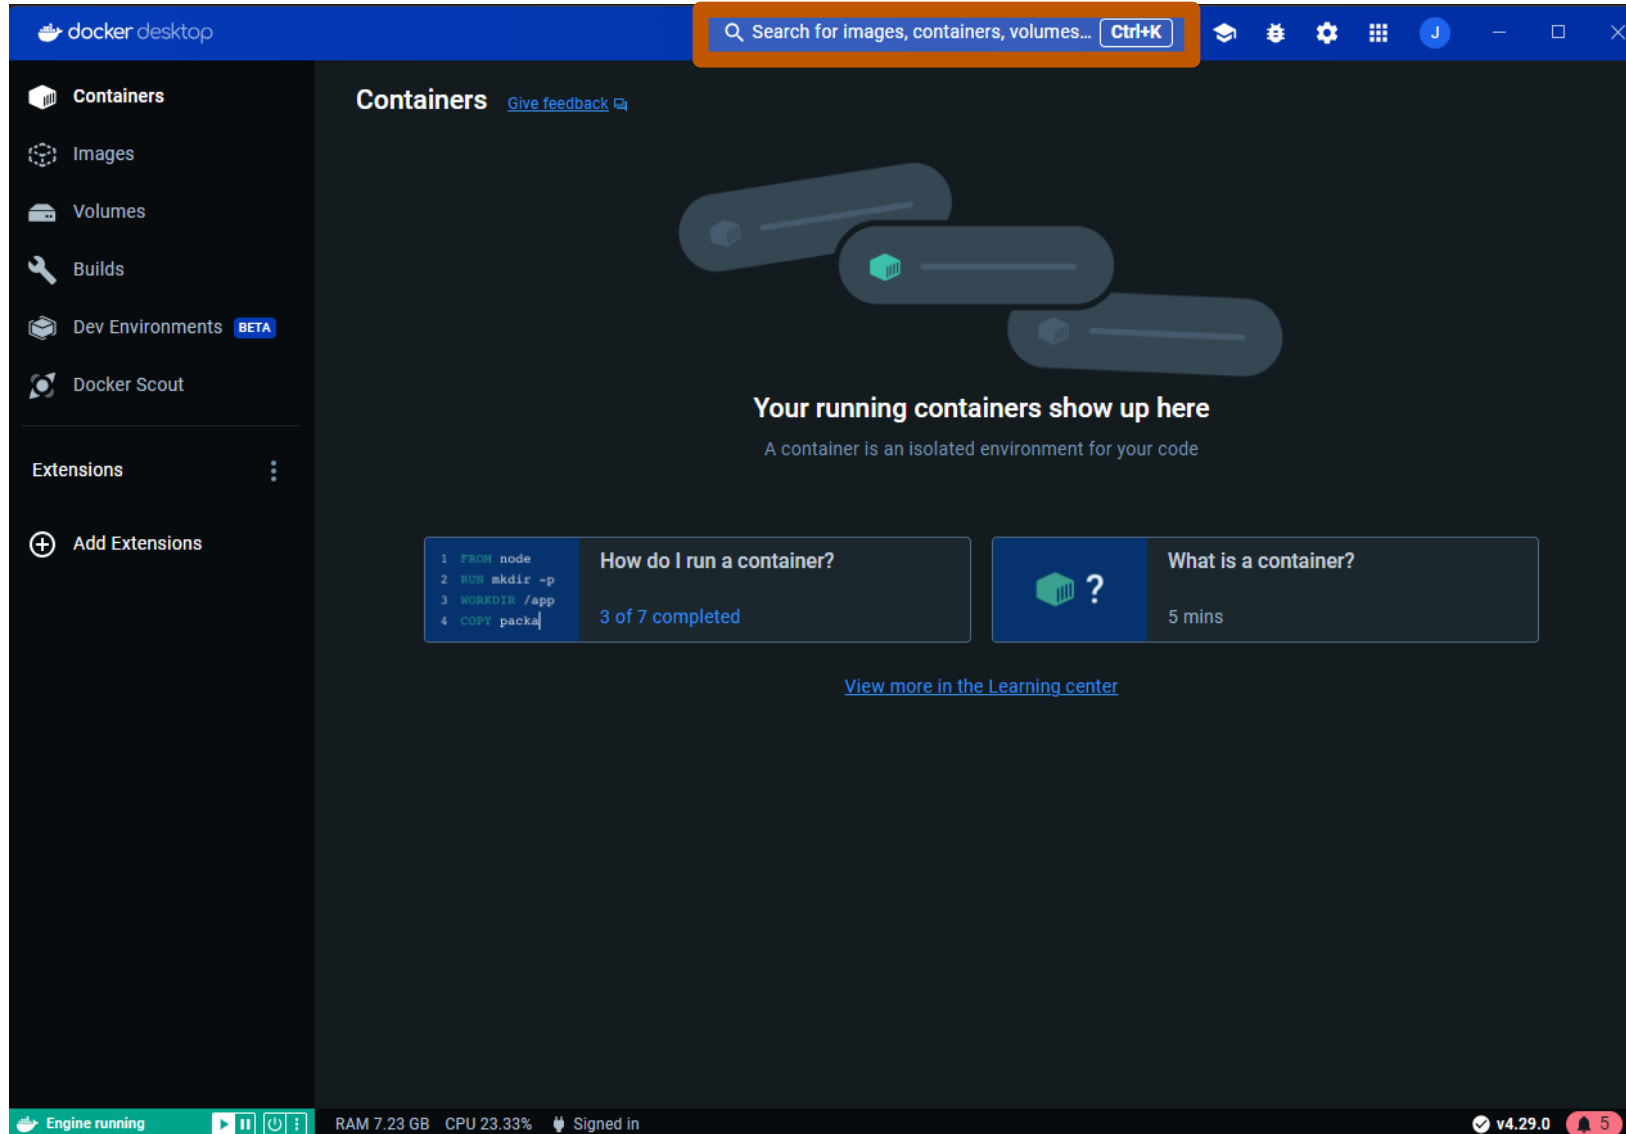 docker desktop
Search for images, containers, volumes... Ctrl+K
J
Containers
Images
Volumes
Builds
Dev Environments BETA
Docker Scout
Extensions
Add Extensions
Containers Give feedback
Your running containers show up here
A container is an isolated environment for your code
1 FROM node
2 RUN mkdir -p
3 WORKDIR /app
4 COPY packa
How do I run a container?
3 of 7 completed
?
What is a container?
5 mins
View more in the Learning center
Engine running
RAM 7.23 GB CPU 23.33% Signed in
v4.29.0
5